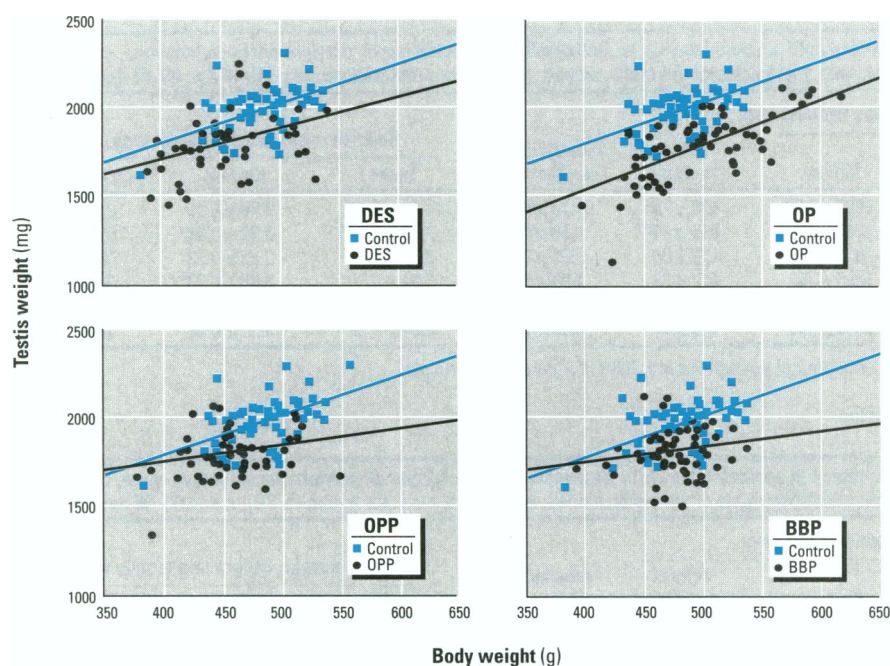 2500
2000
1500
1000
DES
Control
DES
OP
Control
OP
Testis weight (mg)
2500
2000
1500
1000
OPP
Control
OPP
BBP
Control
BBP
350 400 450 500 550 600 650
350 400 450 500 550 600 650
Body weight (g)